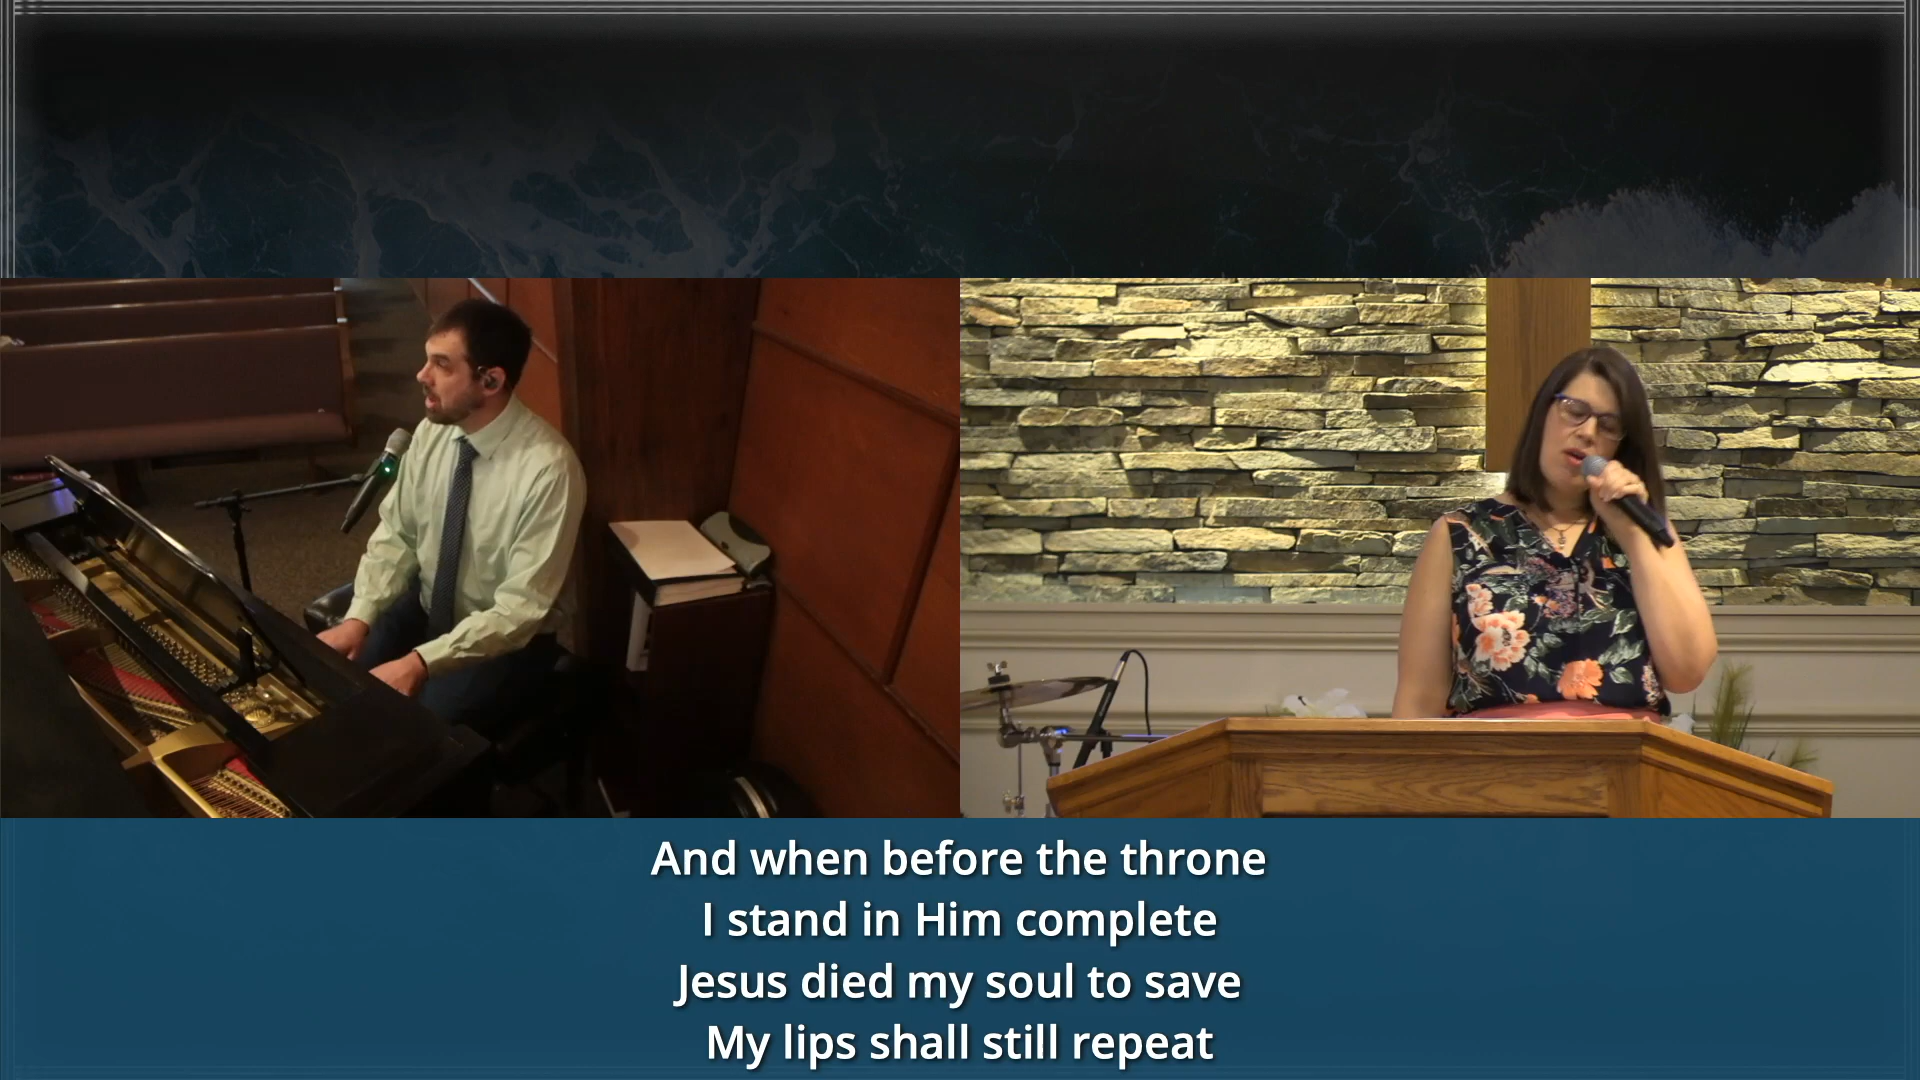 And when before the throne
I stand in Him complete
Jesus died my soul to save
My lips shall still repeat